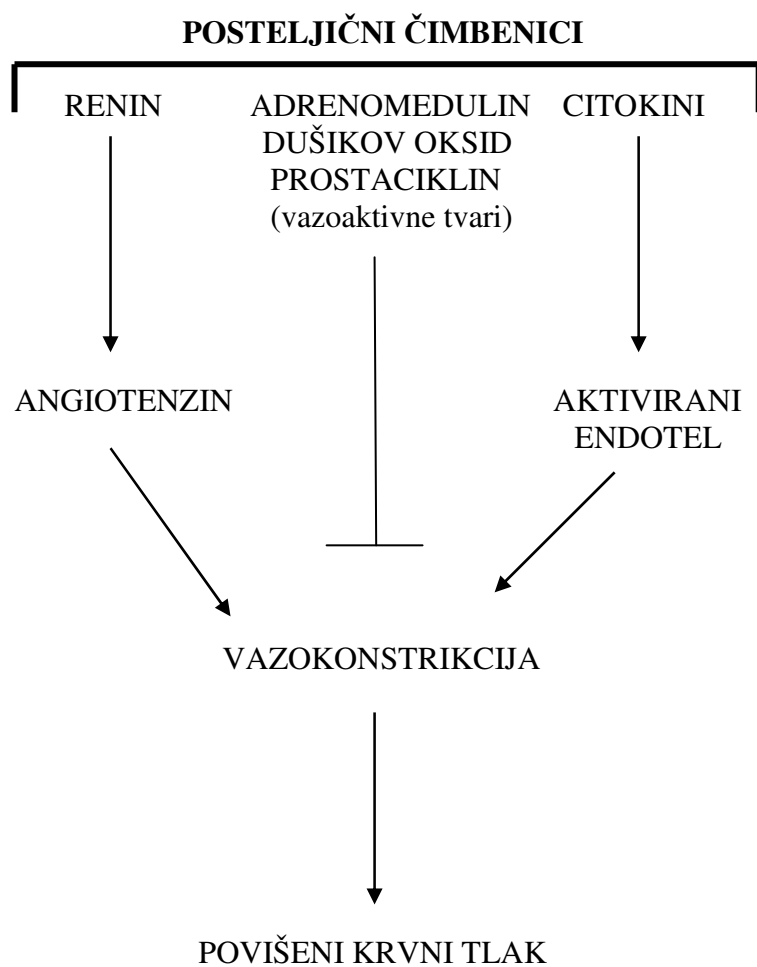 POSTELJIČNI ČIMBENICI
RENIN
ADRENOMEDULIN
DUŠIKOV OKSID
PROSTACIKLIN
(vazoaktivne tvari)
CITOKINI
ANGIOTENZIN
AKTIVIRANI
ENDOTEL
VAZOKONSTRIKCIJA
POVIŠENI KRVNI TLAK